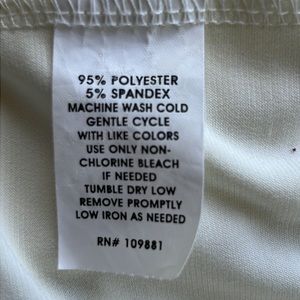 95% POLYESTER
5% SPANDEX
MACHINE WASH COLD
GENTLE CYCLE
WITH LIKE COLORS
USE ONLY NON-
CHLORINE BLEACH
IF NEEDED
TUMBLE DRY LOW
REMOVE PROMPTLY
LOW IRON AS NEEDED
RN# 109881